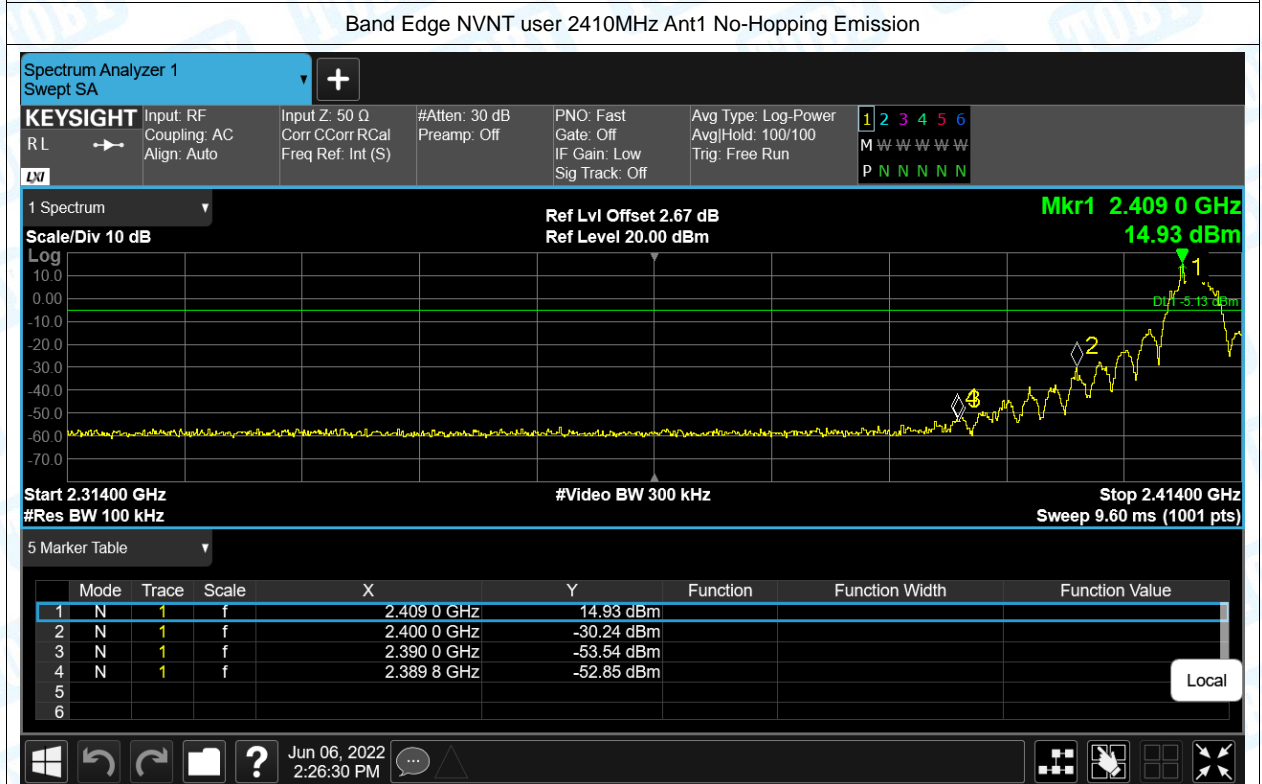 Band Edge NVNT user 2410MHz Ant1 No-Hopping Emission
Spectrum Analyzer 1
Swept SA
+
KEYSIGHT Input: RF Input Z: 50 Ω #Atten: 30 dB PNO: Fast Avg Type: Log-Power 1 2 3 4 5 6
R L Coupling: AC Corr CCorr RCal Preamp: Off Gate: Off Avg|Hold: 100/100 M W W W W W
Align: Auto Freq Ref: Int (S) IF Gain: Low Trig: Free Run
LXI Sig Track: Off P N N N N N
1 Spectrum Ref Lvl Offset 2.67 dB Mkr1 2.409 0 GHz
Scale/Div 10 dB Ref Level 20.00 dBm 14.93 dBm
Log
1
10.0
0.00
DL1 -5.13 dBm
-10.0
-20.0
2
-30.0
-40.0
-50.0
-60.0
-70.0
Start 2.31400 GHz #Video BW 300 kHz Stop 2.41400 GHz
#Res BW 100 kHz Sweep 9.60 ms (1001 pts)
5 Marker Table
Mode Trace Scale X Y Function Function Width Function Value
1 N 1 f 2.409 0 GHz 14.93 dBm
2 N 1 f 2.400 0 GHz -30.24 dBm
3 N 1 f 2.390 0 GHz -53.54 dBm
4 N 1 f 2.389 8 GHz -52.85 dBm
5
6
Local
? Jun 06, 2022
2:26:30 PM